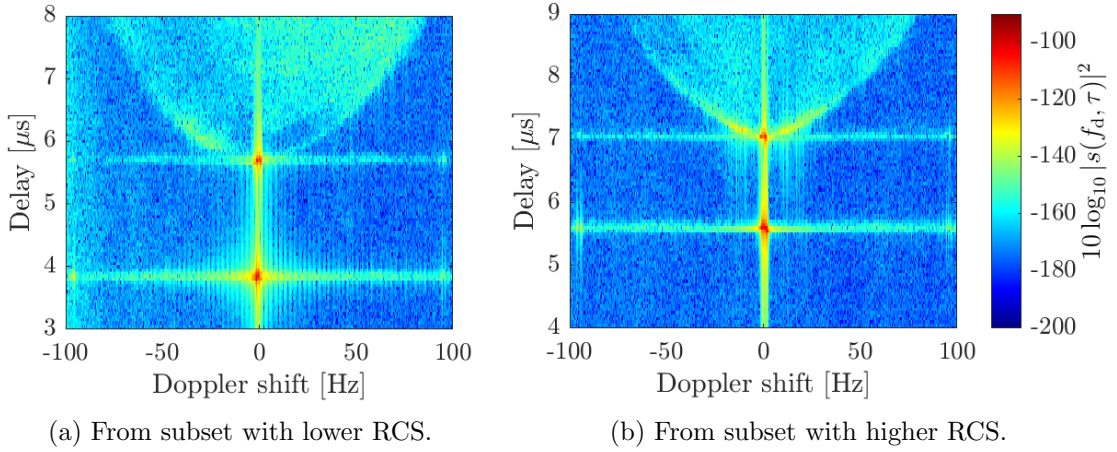 8
7
6
5
4
3
Delay [μs]
-100 -50 0 50 100
Doppler shift [Hz]
(a) From subset with lower RCS.
9
8
7
6
5
4
Delay [μs]
-100 -50 0 50 100
Doppler shift [Hz]
(b) From subset with higher RCS.
-100
-120
-140
-160
-180
-200
10 log₁₀ |s(f_d, τ)|²